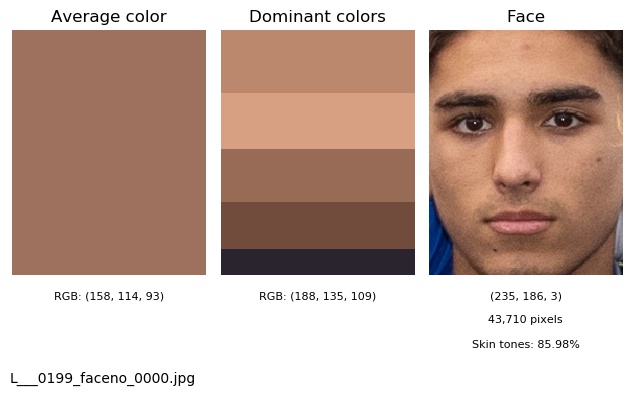 Average color
Dominant colors
Face
RGB: (158, 114, 93)
RGB: (188, 135, 109)
(235, 186, 3)
43,710 pixels
Skin tones: 85.98%
L___0199_faceno_0000.jpg